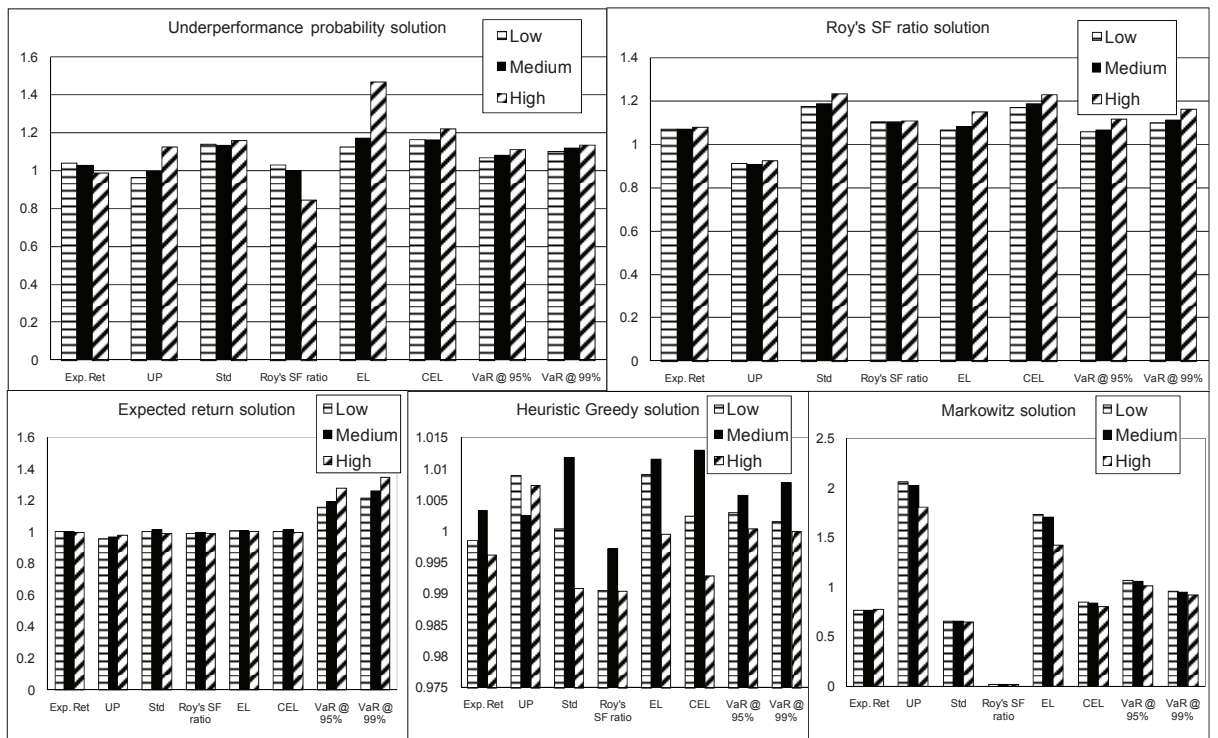 Underperformance probability solution
Low
Medium
High
1.6
1.4
1.2
1
0.8
0.6
0.4
0.2
0
Exp. Ret
UP
Std
Roy's SF ratio
EL
CEL
VaR @ 95%
VaR @ 99%
Roy's SF ratio solution
Low
Medium
High
1.4
1.2
1
0.8
0.6
0.4
0.2
0
Exp. Ret
UP
Std
Roy's SF ratio
EL
CEL
VaR @ 95%
VaR @ 99%
Expected return solution
Low
Medium
High
1.6
1.4
1.2
1
0.8
0.6
0.4
0.2
0
Exp. Ret
UP
Std
Roy's SF
ratio
EL
CEL
VaR @
95%
VaR @
99%
Heuristic Greedy solution
Low
Medium
High
1.015
1.01
1.005
1
0.995
0.99
0.985
0.98
0.975
Exp. Ret
UP
Std
Roy's
SF ratio
EL
CEL
VaR @
95%
VaR @
99%
Markowitz solution
Low
Medium
High
2.5
2
1.5
1
0.5
0
Exp. Ret
UP
Std
Roy's SF
ratio
EL
CEL
VaR @
95%
VaR @
99%